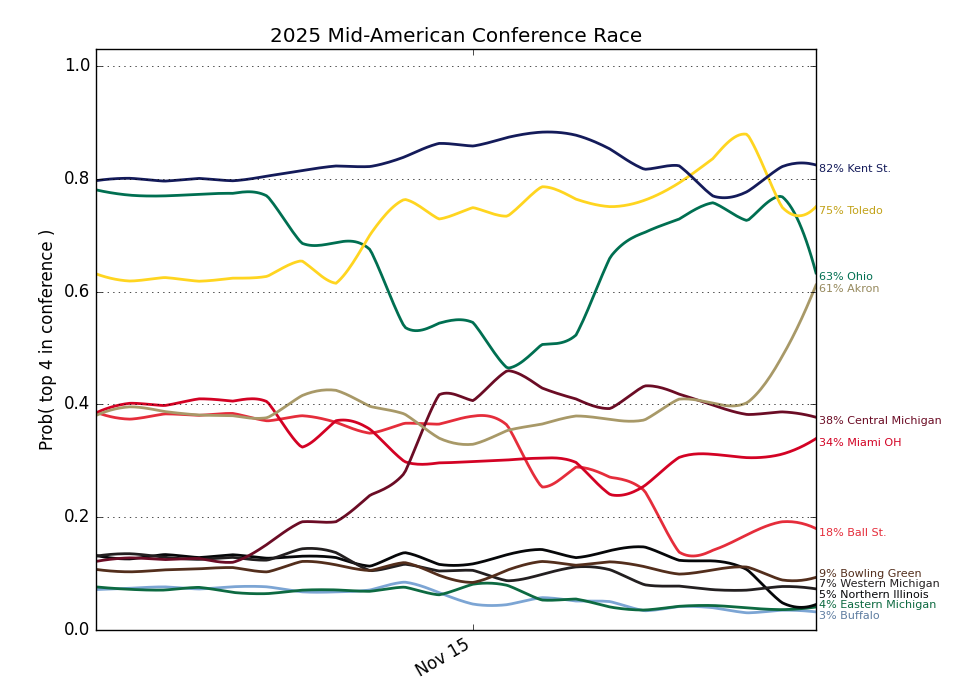 2025 Mid-American Conference Race
Prob( top 4 in conference )
1.0
0.8
0.6
0.4
0.2
0.0
Nov 15
82% Kent St.
75% Toledo
63% Ohio
61% Akron
38% Central Michigan
34% Miami OH
18% Ball St.
9% Bowling Green
7% Western Michigan
5% Northern Illinois
4% Eastern Michigan
3% Buffalo